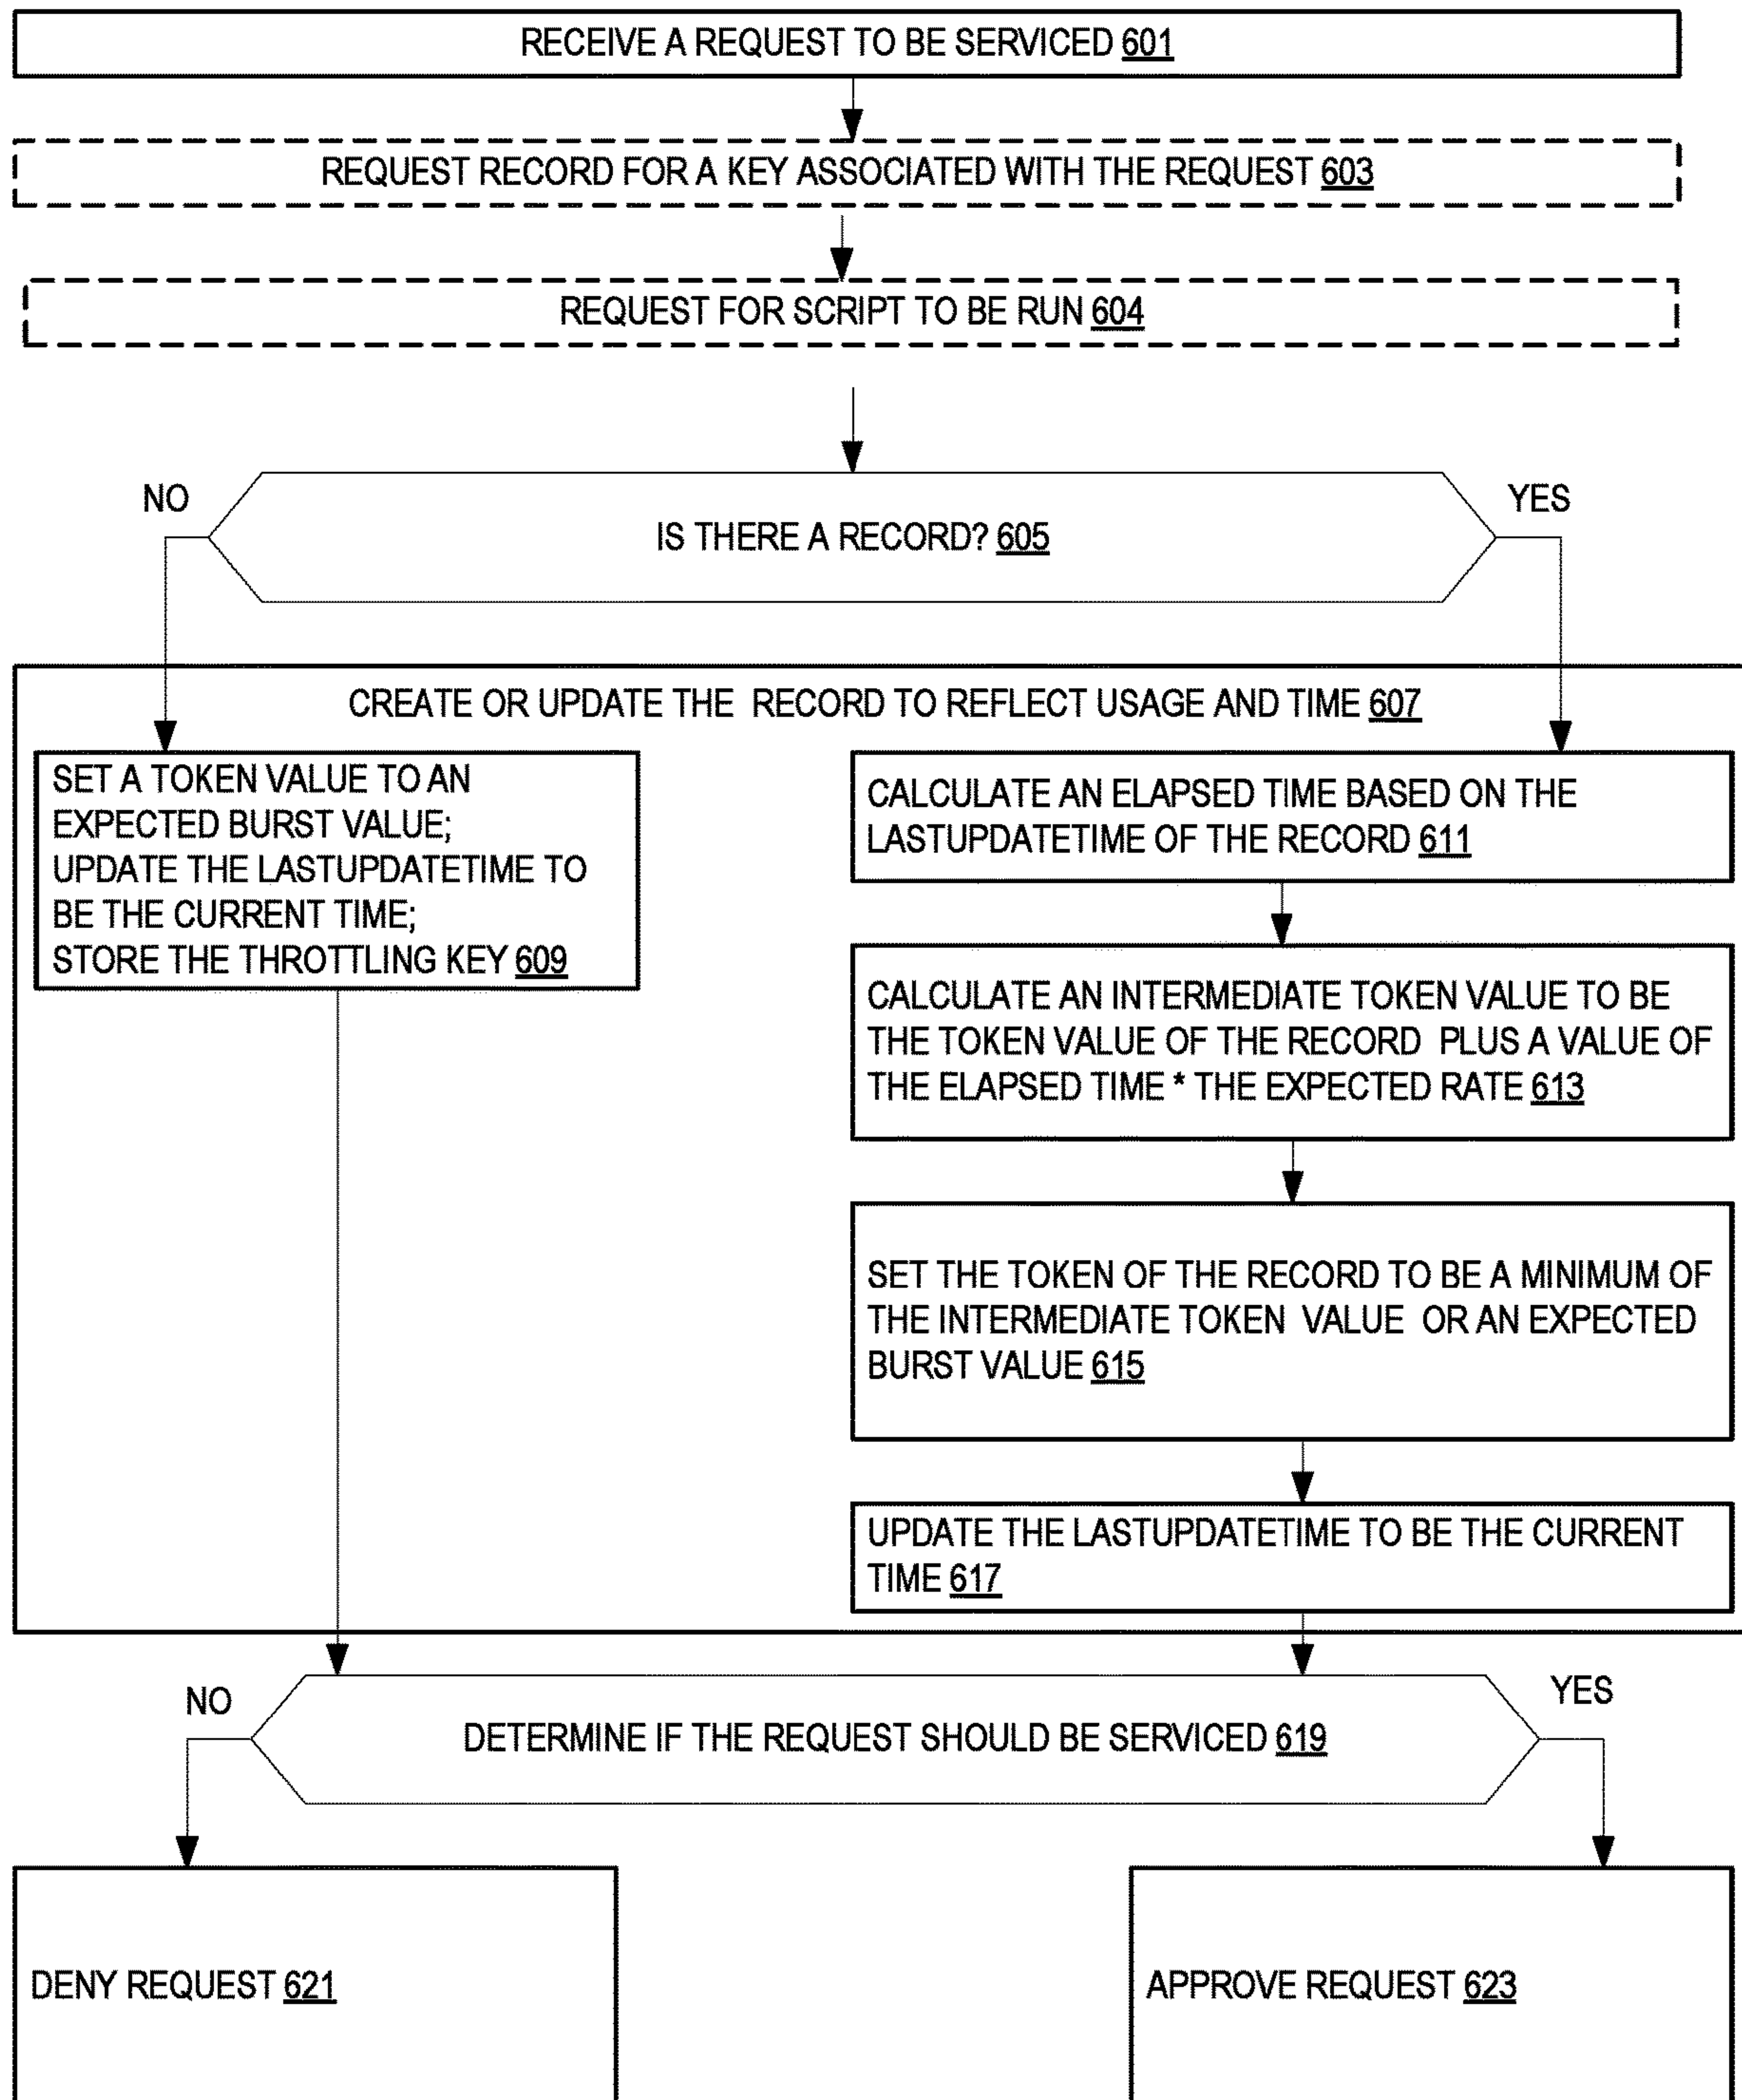 RECEIVE A REQUEST TO BE SERVICED 601
REQUEST RECORD FOR A KEY ASSOCIATED WITH THE REQUEST 603
REQUEST FOR SCRIPT TO BE RUN 604
NO
YES
IS THERE A RECORD? 605
CREATE OR UPDATE THE RECORD TO REFLECT USAGE AND TIME 607
SET A TOKEN VALUE TO AN
EXPECTED BURST VALUE;
UPDATE THE LASTUPDATETIME TO
BE THE CURRENT TIME;
STORE THE THROTTLING KEY 609
CALCULATE AN ELAPSED TIME BASED ON THE
LASTUPDATETIME OF THE RECORD 611
CALCULATE AN INTERMEDIATE TOKEN VALUE TO BE
THE TOKEN VALUE OF THE RECORD PLUS A VALUE OF
THE ELAPSED TIME * THE EXPECTED RATE 613
SET THE TOKEN OF THE RECORD TO BE A MINIMUM OF
THE INTERMEDIATE TOKEN VALUE OR AN EXPECTED
BURST VALUE 615
UPDATE THE LASTUPDATETIME TO BE THE CURRENT
TIME 617
NO
YES
DETERMINE IF THE REQUEST SHOULD BE SERVICED 619
DENY REQUEST 621
APPROVE REQUEST 623